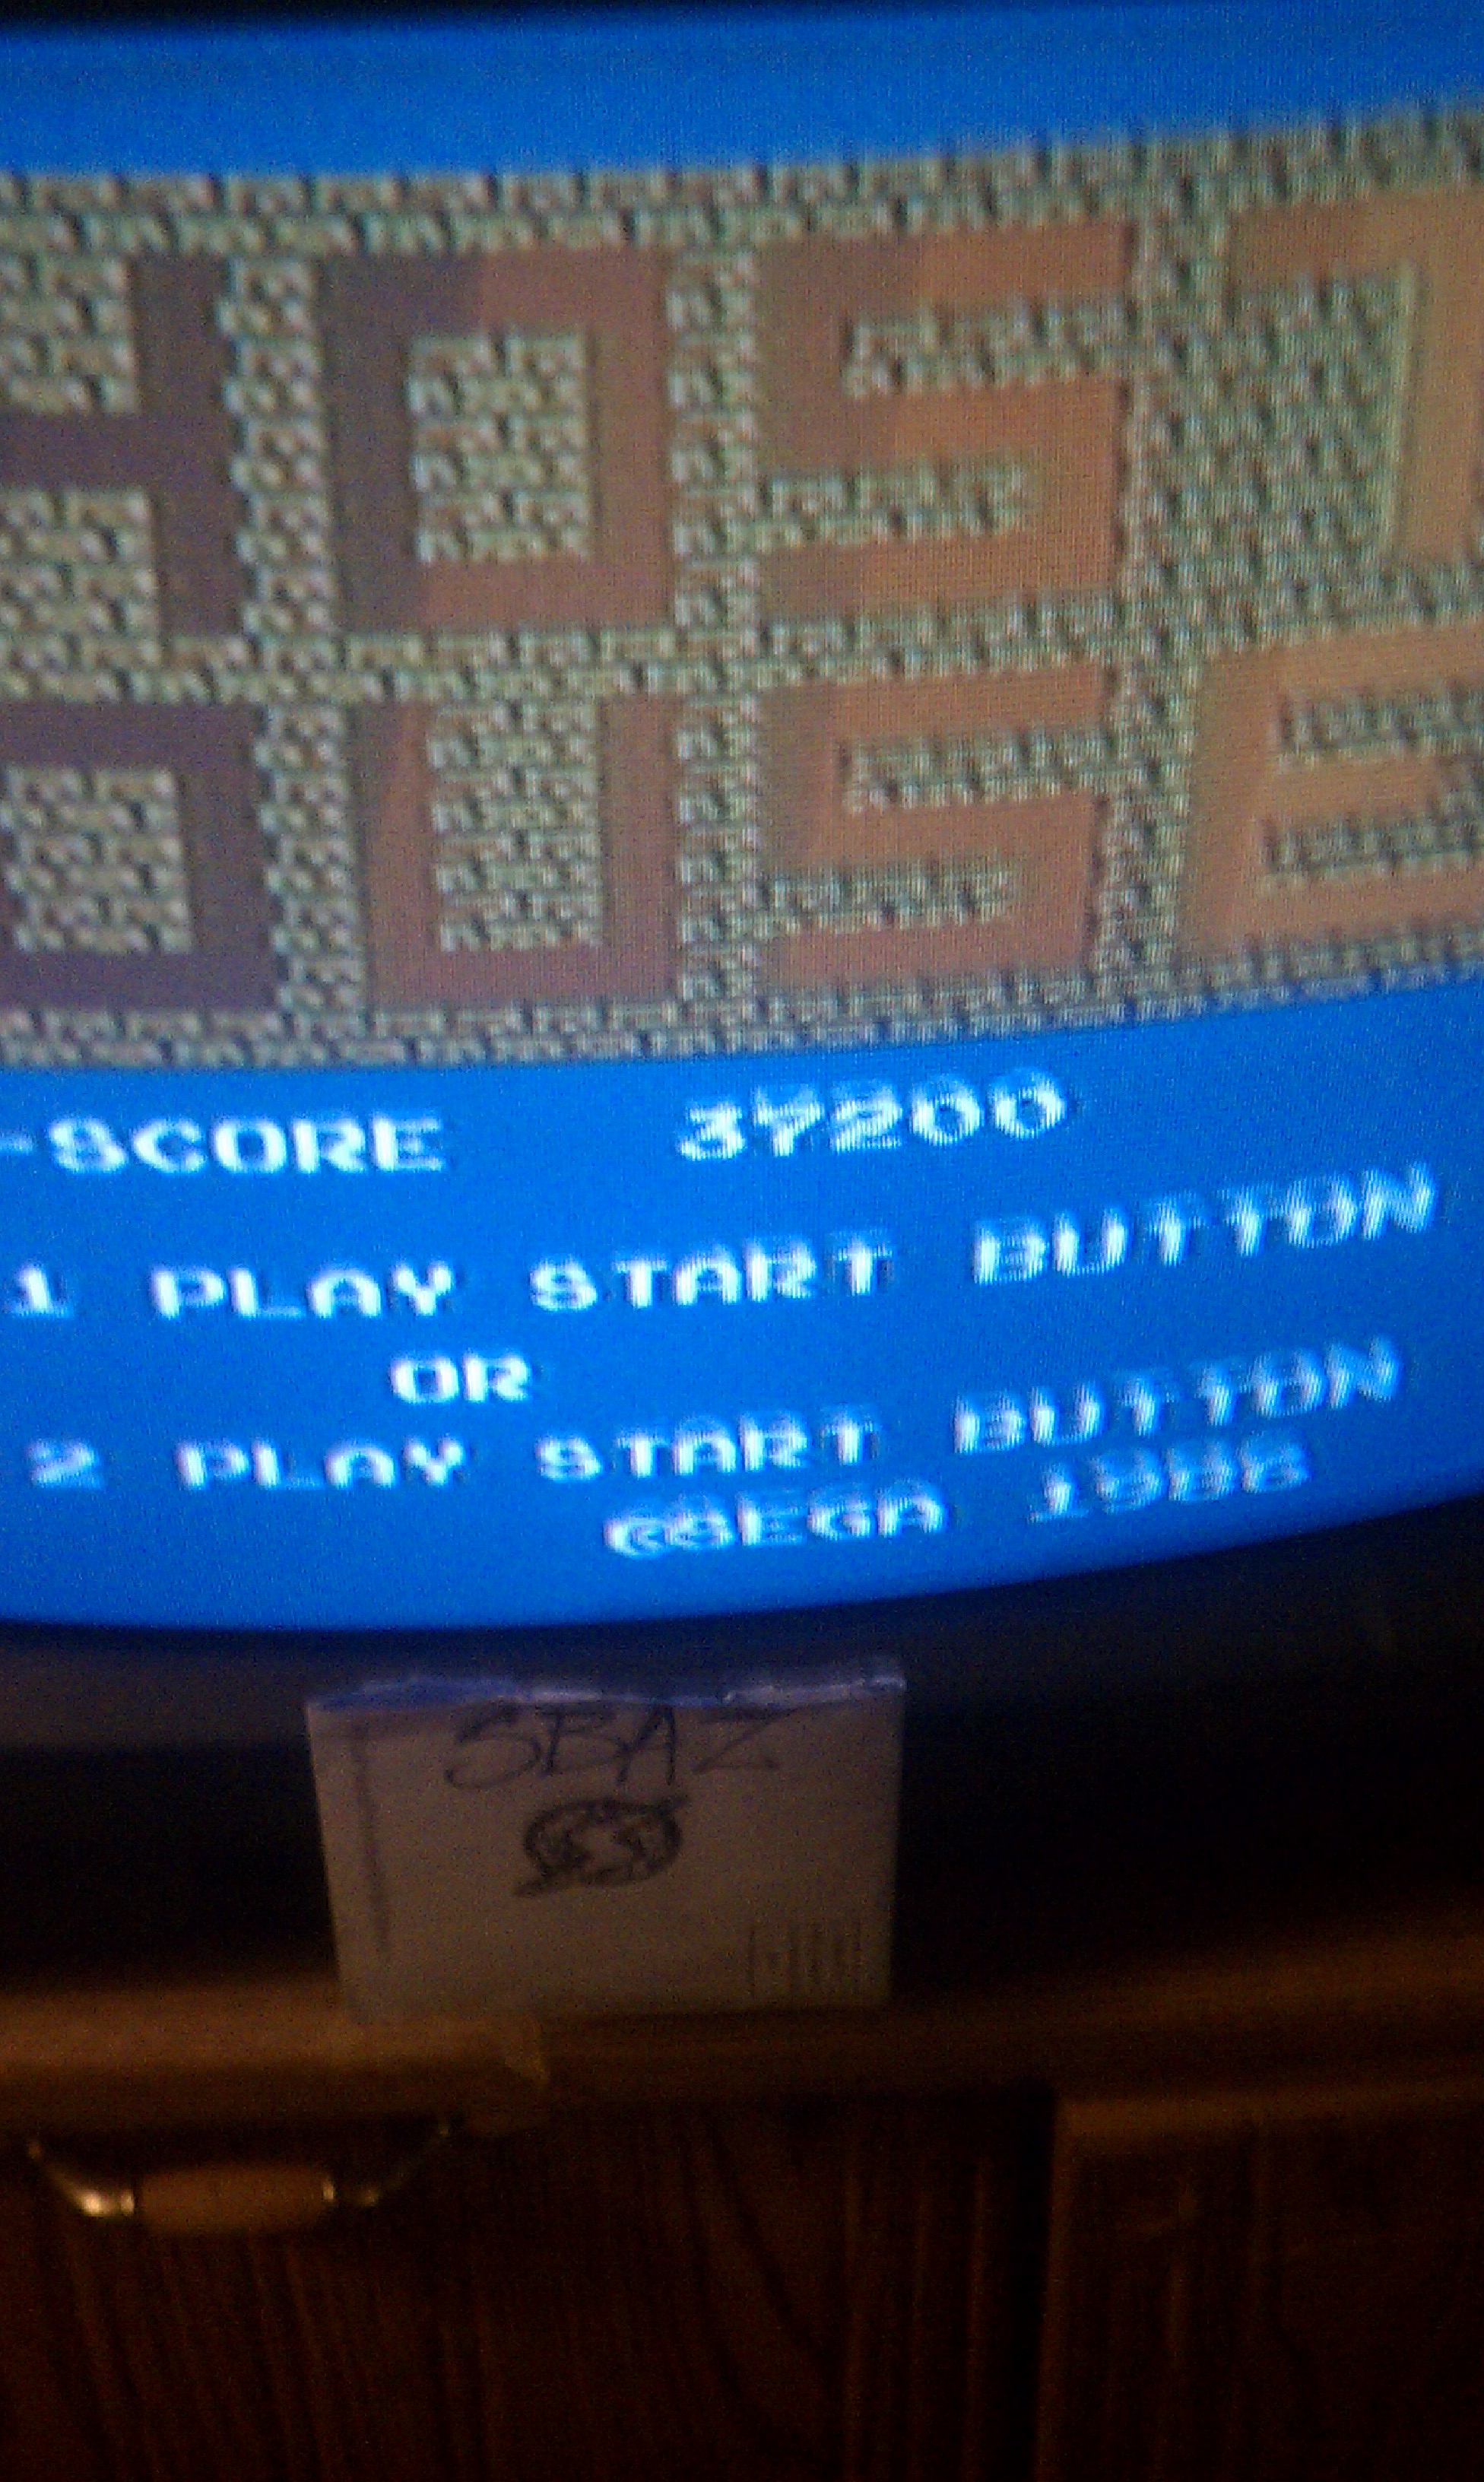 -SCORE 37200
1 PLAY START BUTTON
OR
2 PLAY START BUTTON
©SEGA 1986
SBAZ